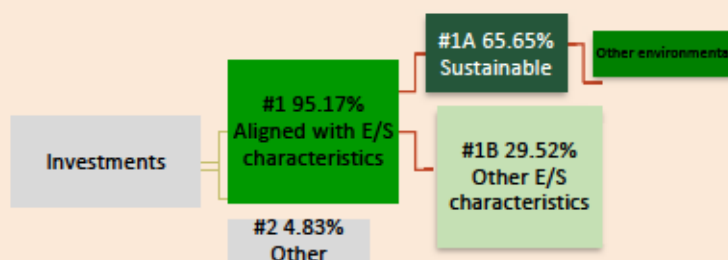 Investments
#1 95.17%
Aligned with E/S
characteristics
#2 4.83%
Other
#1A 65.65%
Sustainable
#1B 29.52%
Other E/S
characteristics
Other environmenta